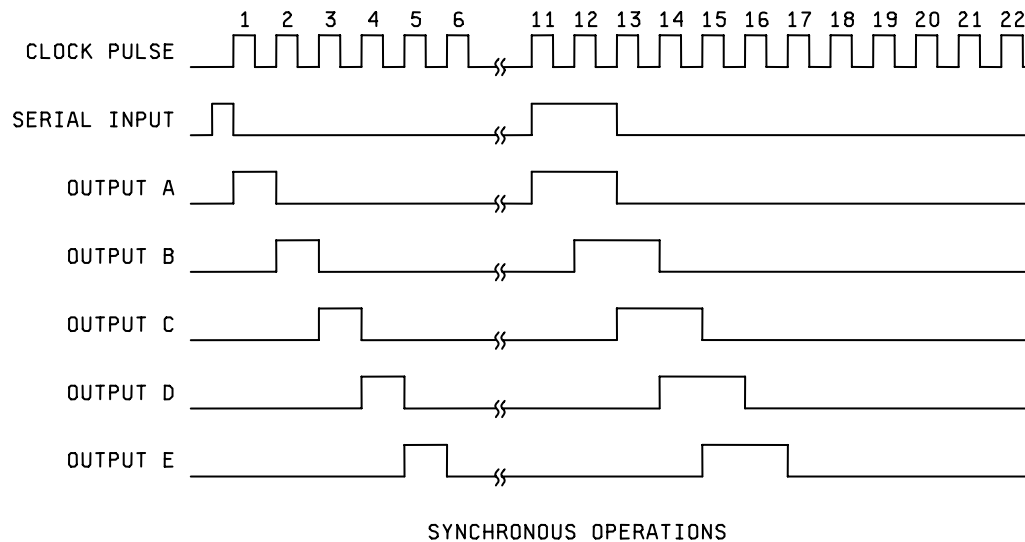 1 2 3 4 5 6 11 12 13 14 15 16 17 18 19 20 21 22
CLOCK PULSE
SERIAL INPUT
OUTPUT A
OUTPUT B
OUTPUT C
OUTPUT D
OUTPUT E
SYNCHRONOUS OPERATIONS